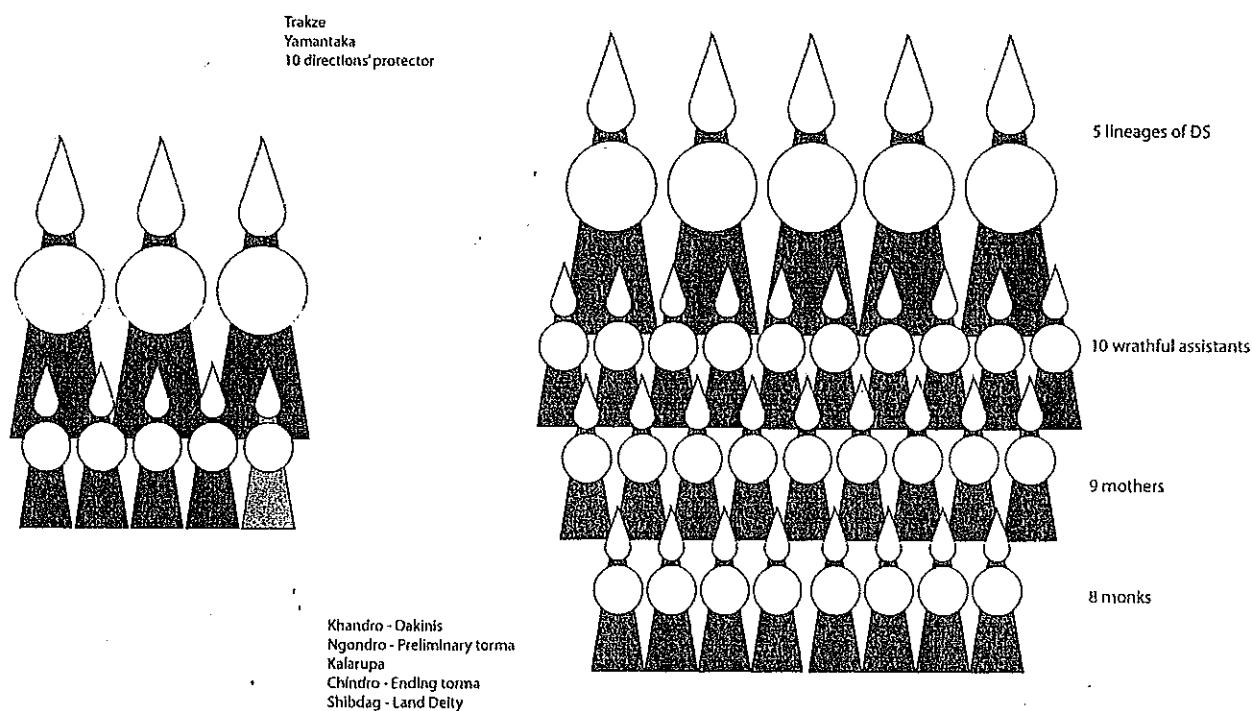 Trakze
Yamantaka
10 directions' protector
5 lineages of DS
10 wrathful assistants
9 mothers
8 monks
Khandro - Dakinis
Ngondro - Preliminary torma
Kalarupa
Chindro - Ending torma
Shibdag - Land Deity